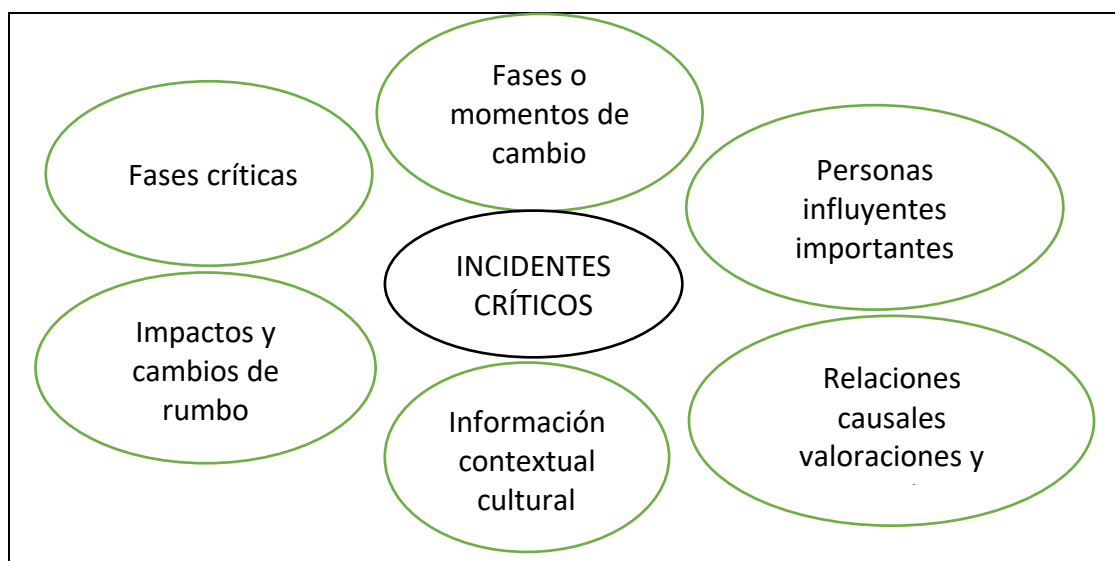 Fases o
momentos de
cambio
Fases críticas
Personas
influyentes
importantes
INCIDENTES
CRÍTICOS
Impactos y
cambios de
rumbo
Información
contextual
cultural
Relaciones
causales
valoraciones y